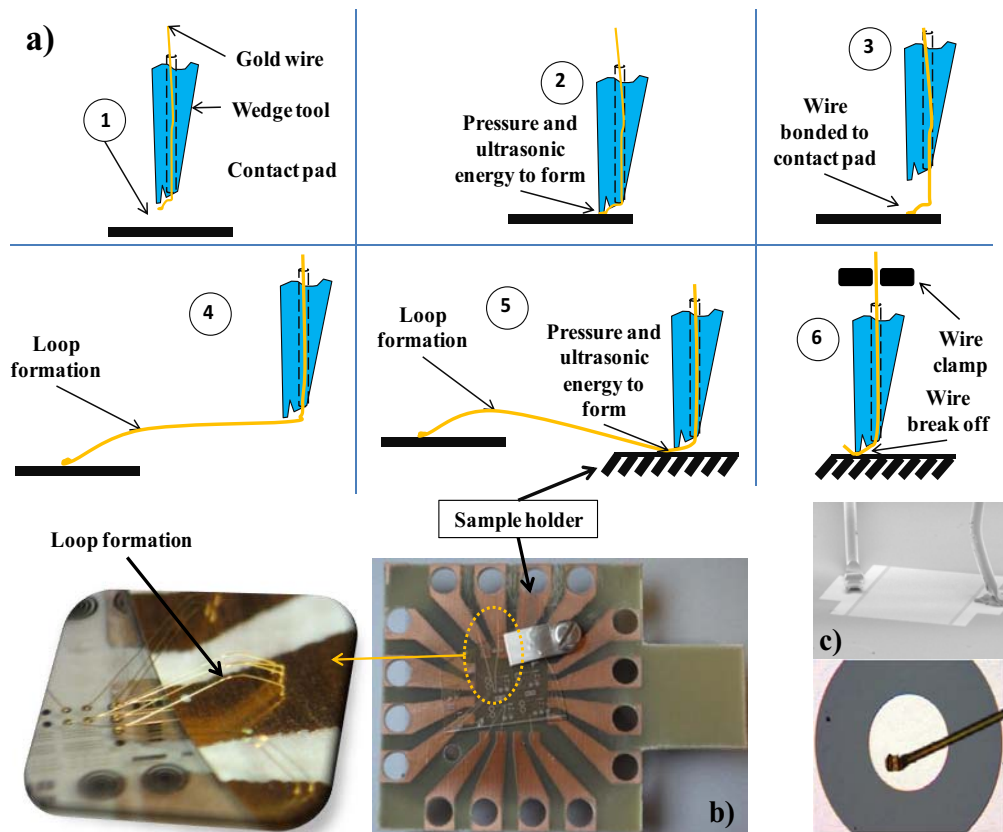 a)
Gold wire
Wedge tool
1
Contact pad
2
Pressure and
ultrasonic
energy to form
3
Wire
bonded to
contact pad
4
Loop
formation
5
Loop
formation
Pressure and
ultrasonic
energy to
form
6
Wire
clamp
Wire
break off
Sample holder
Loop formation
b)
c)